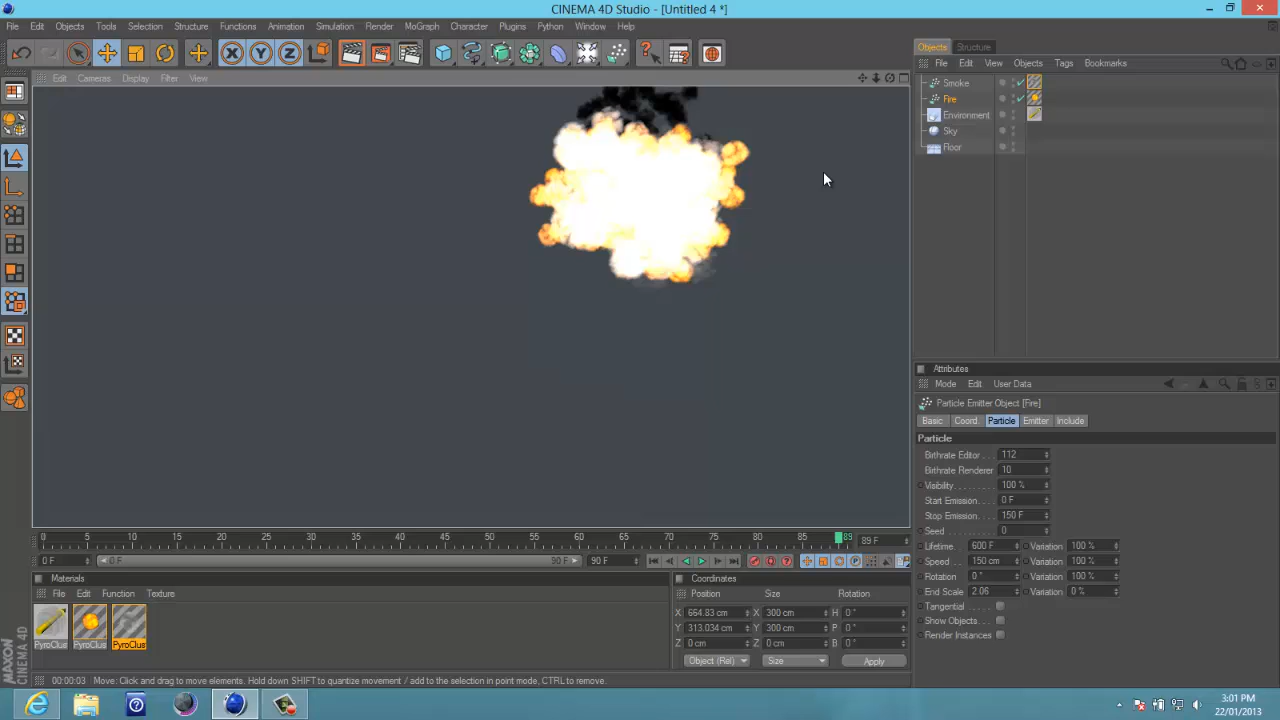 CINEMA 4D Studio - [Untitled 4 *]
File Edit Objects Tools Selection Structure Functions Animation Simulation Render MoGraph Character Plugins Python Window Help
Objects Structure
File Edit View Objects Tags Bookmarks
Edit Cameras Display Filter View
Smoke
Fire
Environment
Sky
Floor
Attributes
Mode Edit User Data
Particle Emitter Object [Fire]
Basic Coord. Particle Emitter Include
Particle
Birthrate Editor . . . 112
Birthrate Renderer 10
Visibility. . . . . . . . . 100 %
Start Emission. . . . 0 F
Stop Emission. . . . 150 F
Seed . . . . . . . . . . . 0
Lifetime. 600 F Variation 100 %
Speed . . 150 cm Variation 100 %
Rotation 0 ° Variation 100 %
End Scale 2.06 Variation 0 %
Tangential
Show Objects.
Render Instances
0 5 10 15 20 25 30 35 40 45 50 55 60 65 70 75 80 85 89 89 F
0 F 0 F 90 F 90 F
Materials
File Edit Function Texture
PyroClus PyroClus PyroClus
Coordinates
Position Size Rotation
X 664.83 cm X 300 cm H 0 °
Y 313.034 cm Y 300 cm P 0 °
Z 0 cm Z 0 cm B 0 °
Object (Rel) Size Apply
MAXON CINEMA 4D
00:00:03 Move: Click and drag to move elements. Hold down SHIFT to quantize movement / add to the selection in point mode, CTRL to remove.
3:01 PM
22/01/2013